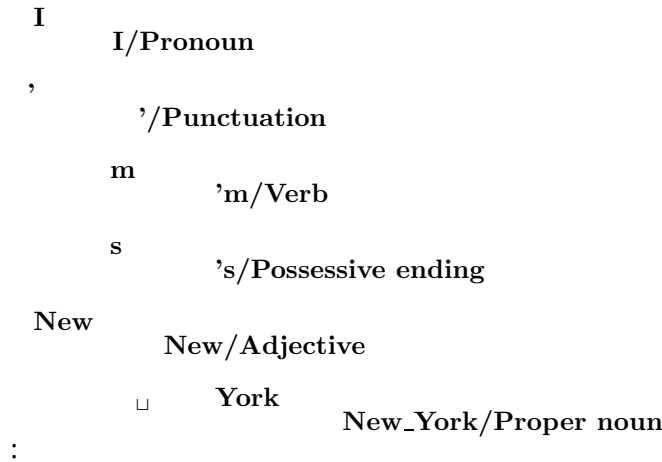 I
I/Pronoun
’
’/Punctuation
m
’m/Verb
s
’s/Possessive ending
New
New/Adjective
␣ York
New_York/Proper noun
: